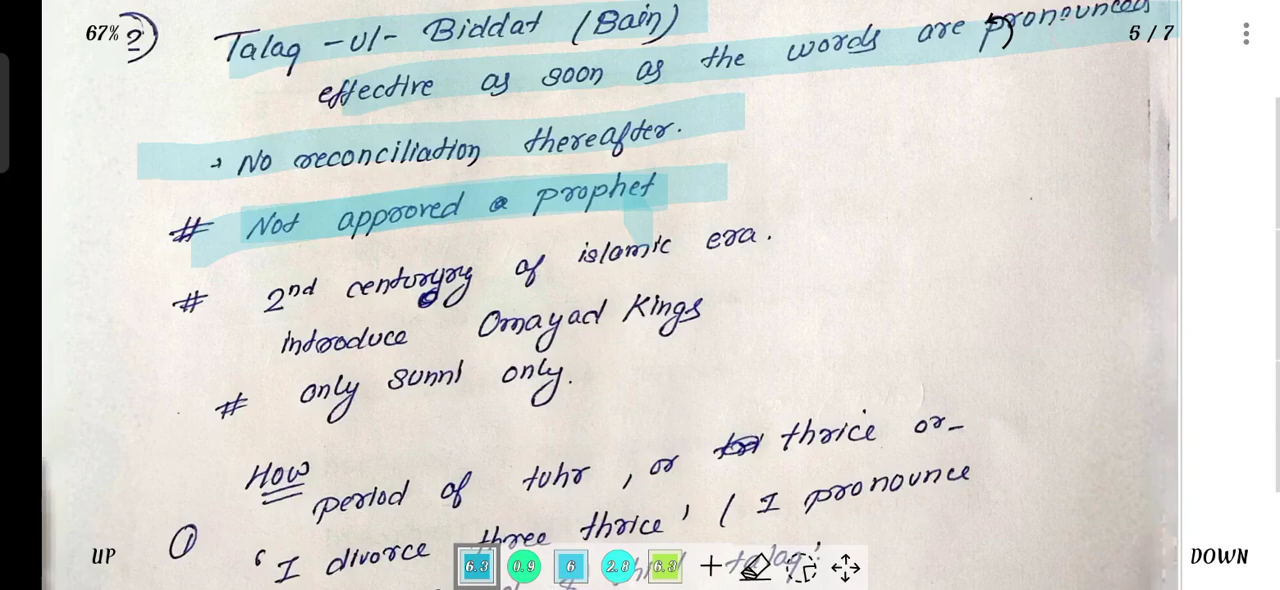 67%
2)
5 / 7
Talaq -ul- Biddat (Bain)
effective as soon as the words are pronounced
→ No reconciliation thereafter.
# Not approved a prophet
# 2nd century of islamic era.
introduce Omayad Kings
# only sunni only.
How
period of tuhr , or thrice or-
① ' I divorce three thrice' ( I pronounce
talaq'
UP
6.3 0.9 6 2.8 6.3
DOWN